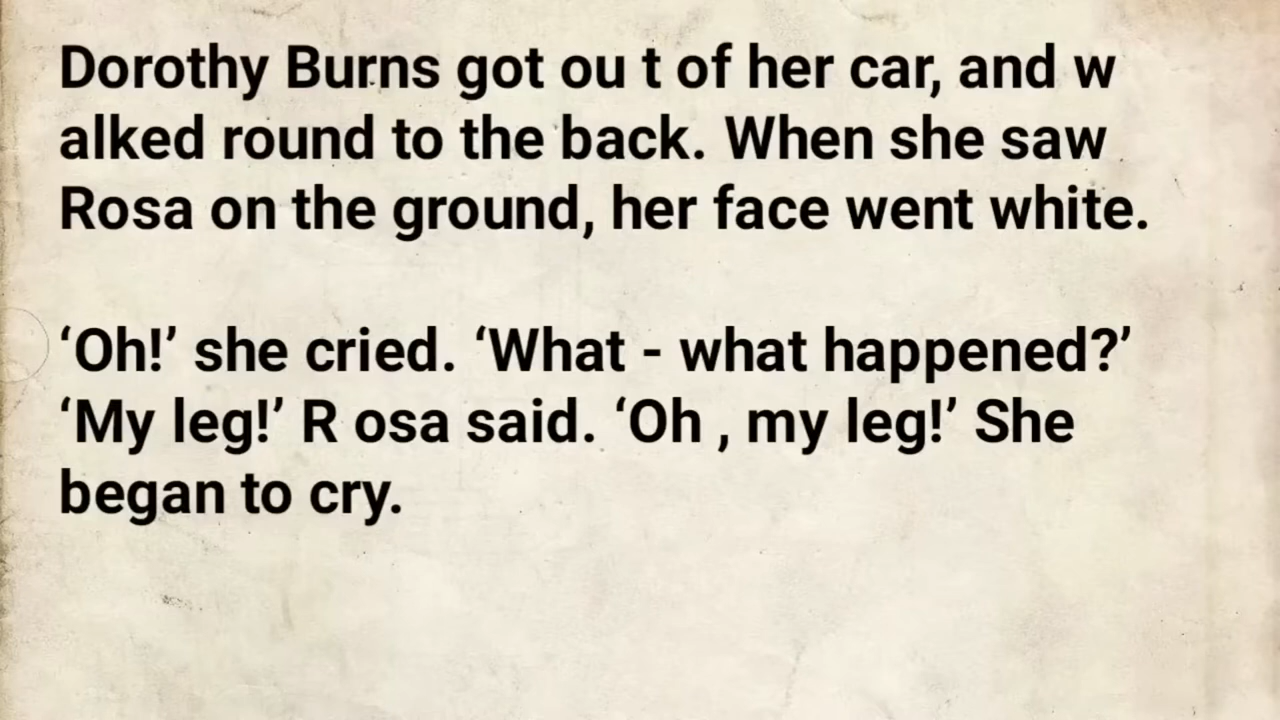 Dorothy Burns got ou t of her car, and w
alked round to the back. When she saw
Rosa on the ground, her face went white.
‘Oh!’ she cried. ‘What - what happened?’
‘My leg!’ R osa said. ‘Oh , my leg!’ She
began to cry.